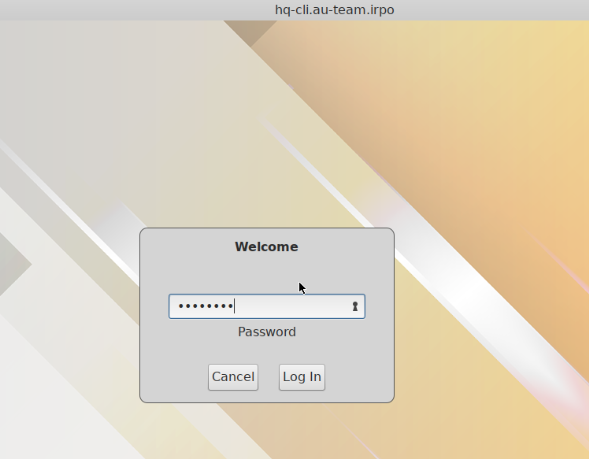 hq-cli.au-team.irpo
Welcome
••••••••
Password
Cancel Log In